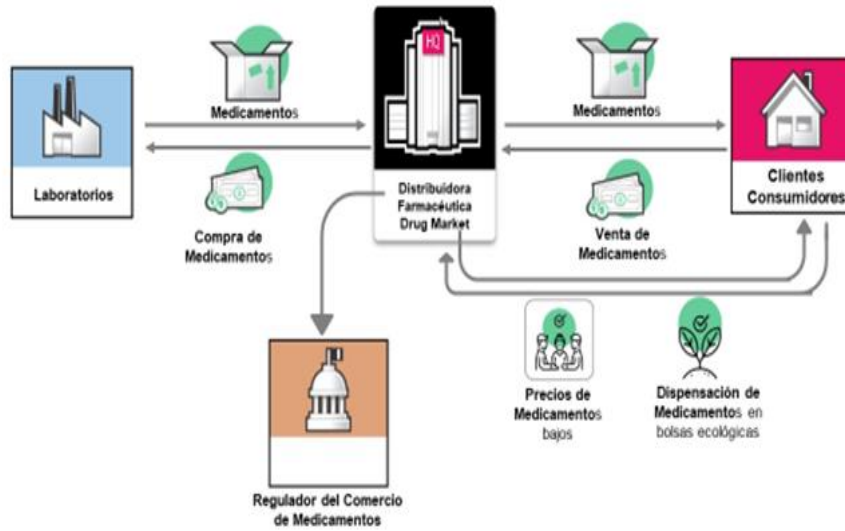 HQ
Medicamentos
Medicamentos
Laboratorios
Compra de
Medicamentos
Distribuidora
Farmacéutica
Drug Market
Venta de
Medicamentos
Clientes
Consumidores
Precios de
Medicamentos
bajos
Dispensación de
Medicamentos en
bolsas ecológicas
Regulador del Comercio
de Medicamentos